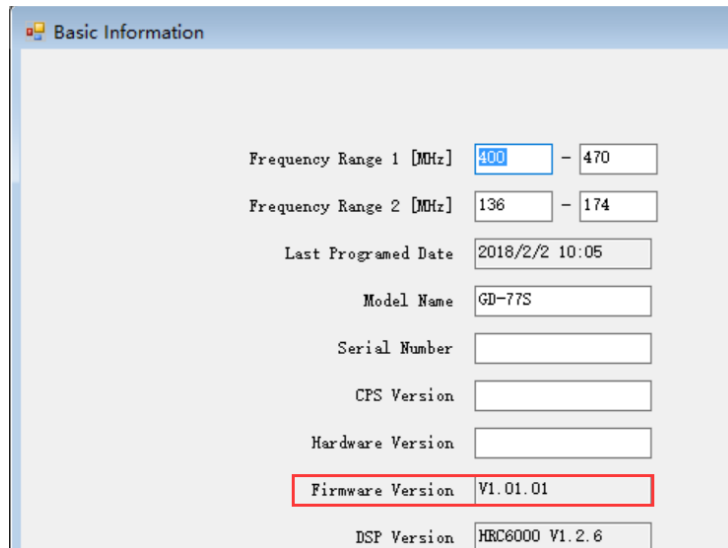 Basic Information
Frequency Range 1 [MHz] 400 - 470
Frequency Range 2 [MHz] 136 - 174
Last Programed Date 2018/2/2 10:05
Model Name GD-77S
Serial Number
CPS Version
Hardware Version
Firmware Version V1.01.01
DSP Version HRC6000 V1.2.6